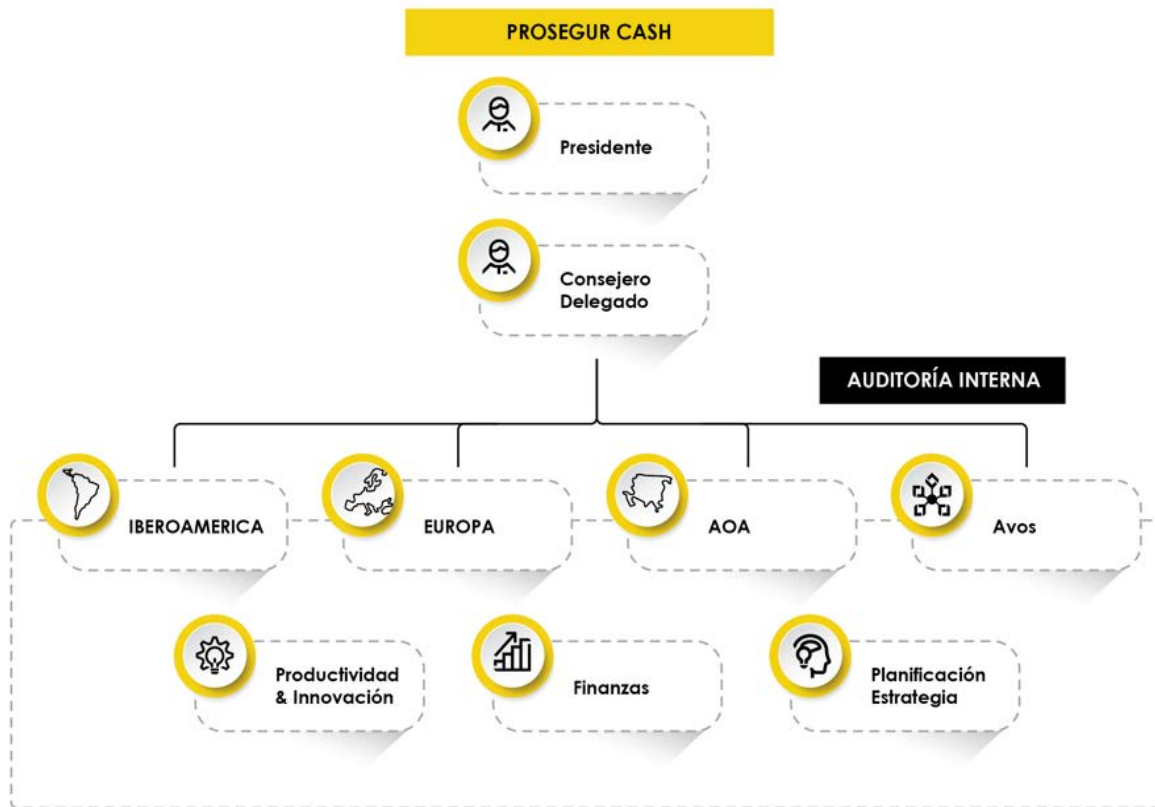 PROSEGUR CASH
Presidente
Consejero
Delegado
AUDITORÍA INTERNA
IBEROAMERICA
EUROPA
AOA
Avos
Productividad
& Innovación
Finanzas
Planificación
Estrategia